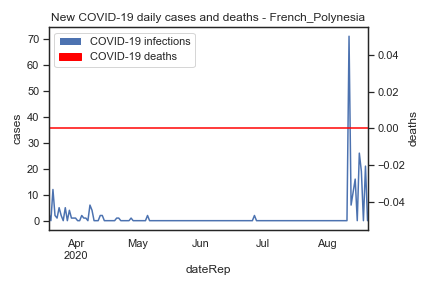 New COVID-19 daily cases and deaths - French_Polynesia
COVID-19 infections
COVID-19 deaths
70
60
50
40
30
20
10
0
cases
0.04
0.02
0.00
−0.02
−0.04
deaths
Apr May Jun Jul Aug
2020
dateRep